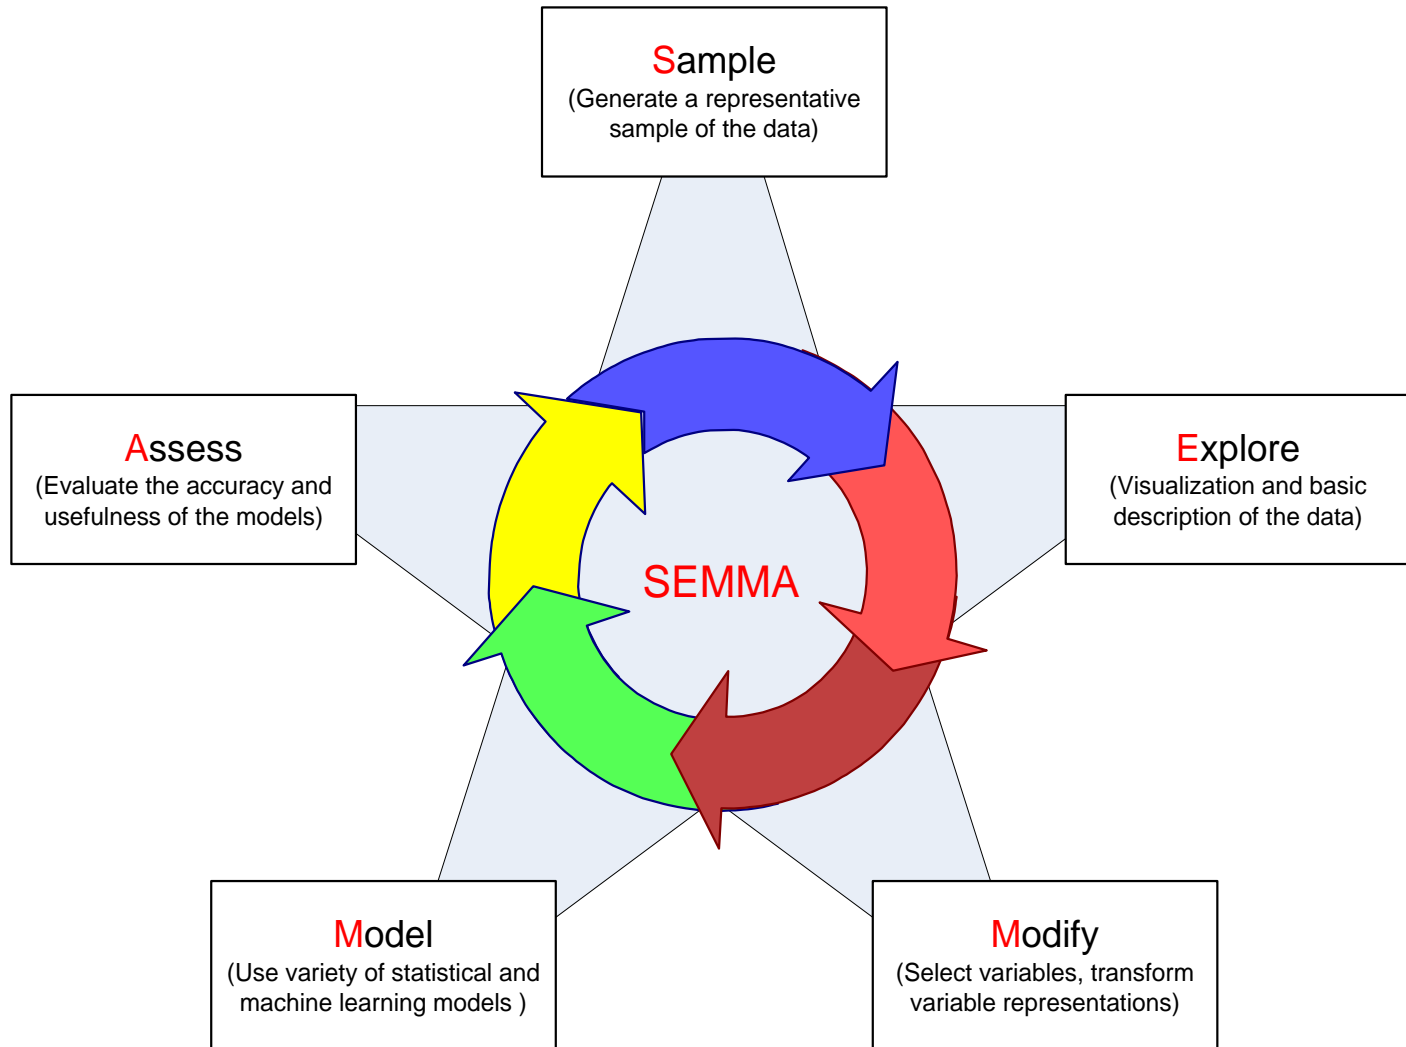 Sample
(Generate a representative
sample of the data)
Assess
(Evaluate the accuracy and
usefulness of the models)
Explore
(Visualization and basic
description of the data)
SEMMA
Model
(Use variety of statistical and
machine learning models )
Modify
(Select variables, transform
variable representations)